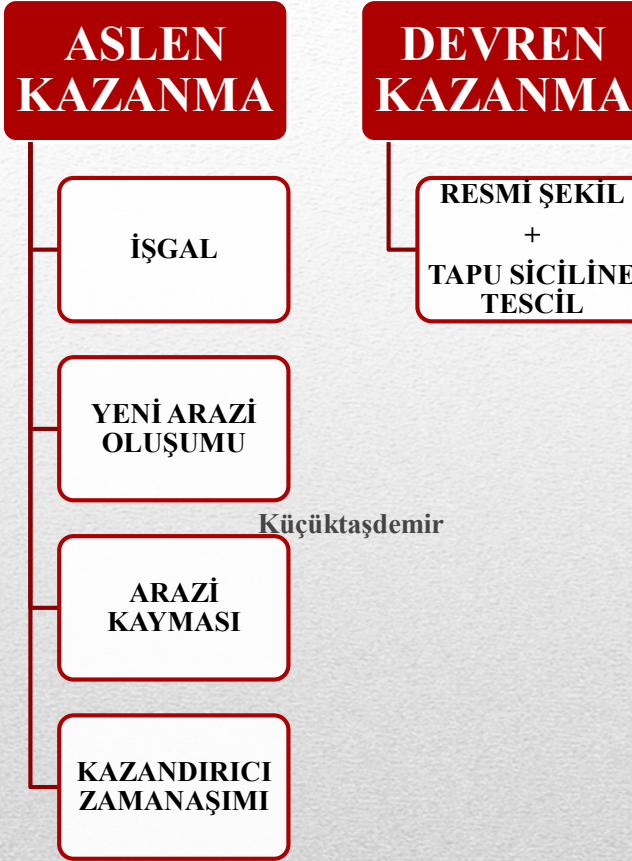 ASLEN
KAZANMA
İŞGAL
YENİ ARAZİ
OLUŞUMU
ARAZİ
KAYMASI
KAZANDIRICI
ZAMANAŞIMI
DEVREN
KAZANMA
RESMİ ŞEKİL
+
TAPU SİCİLİNE
TESCİL
Küçüktaşdemir